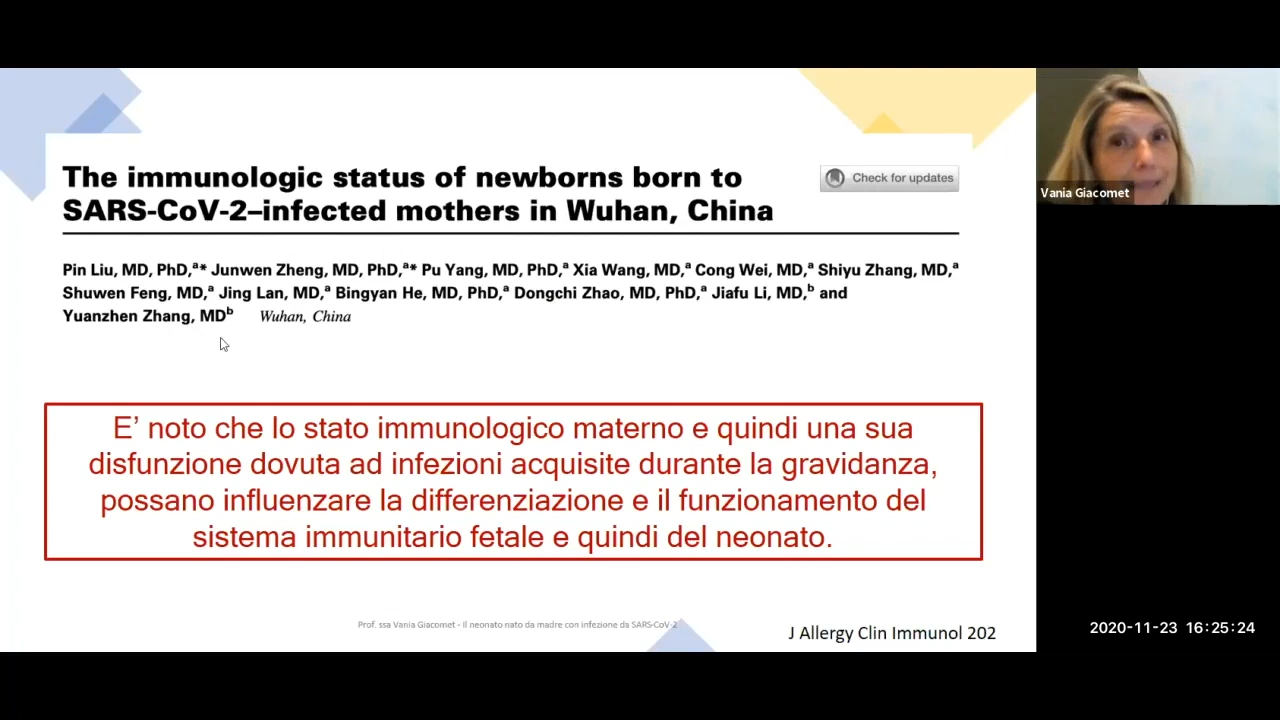 The immunologic status of newborns born to
SARS-CoV-2–infected mothers in Wuhan, China
Check for updates
Pin Liu, MD, PhD,ᵃ* Junwen Zheng, MD, PhD,ᵃ* Pu Yang, MD, PhD,ᵃ Xia Wang, MD,ᵃ Cong Wei, MD,ᵃ Shiyu Zhang, MD,ᵃ
Shuwen Feng, MD,ᵃ Jing Lan, MD,ᵃ Bingyan He, MD, PhD,ᵃ Dongchi Zhao, MD, PhD,ᵃ Jiafu Li, MD,ᵇ and
Yuanzhen Zhang, MDᵇ Wuhan, China
E' noto che lo stato immunologico materno e quindi una sua
disfunzione dovuta ad infezioni acquisite durante la gravidanza,
possano influenzare la differenziazione e il funzionamento del
sistema immunitario fetale e quindi del neonato.
Prof. ssa Vania Giacomet - Il neonato nato da madre con infezione da SARS-CoV-2
J Allergy Clin Immunol 202
Vania Giacomet
2020-11-23 16:25:24